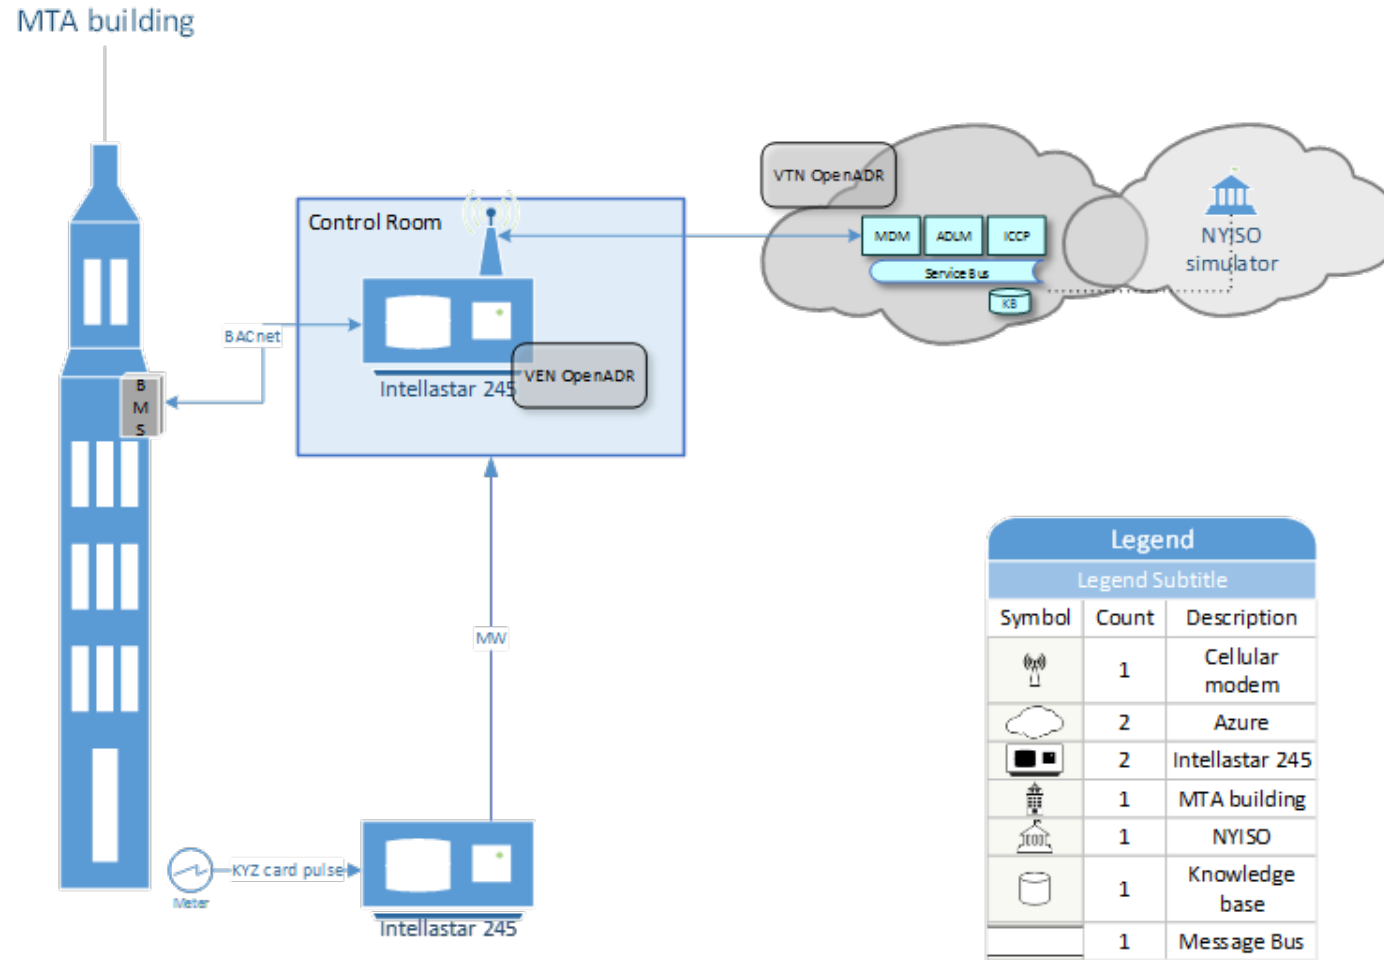 MTA building
VTN OpenADR
Control Room
MDM
ADLM
ICCP
Service Bus
KB
NYISO
simulator
BACnet
Intellastar 245
VEN OpenADR
B
M
S
MW
Meter
KYZ card pulse
Intellastar 245
Legend
Legend Subtitle
Symbol Count Description
1 Cellular
modem
2 Azure
2 Intellastar 245
1 MTA building
1 NYISO
1 Knowledge
base
1 Message Bus